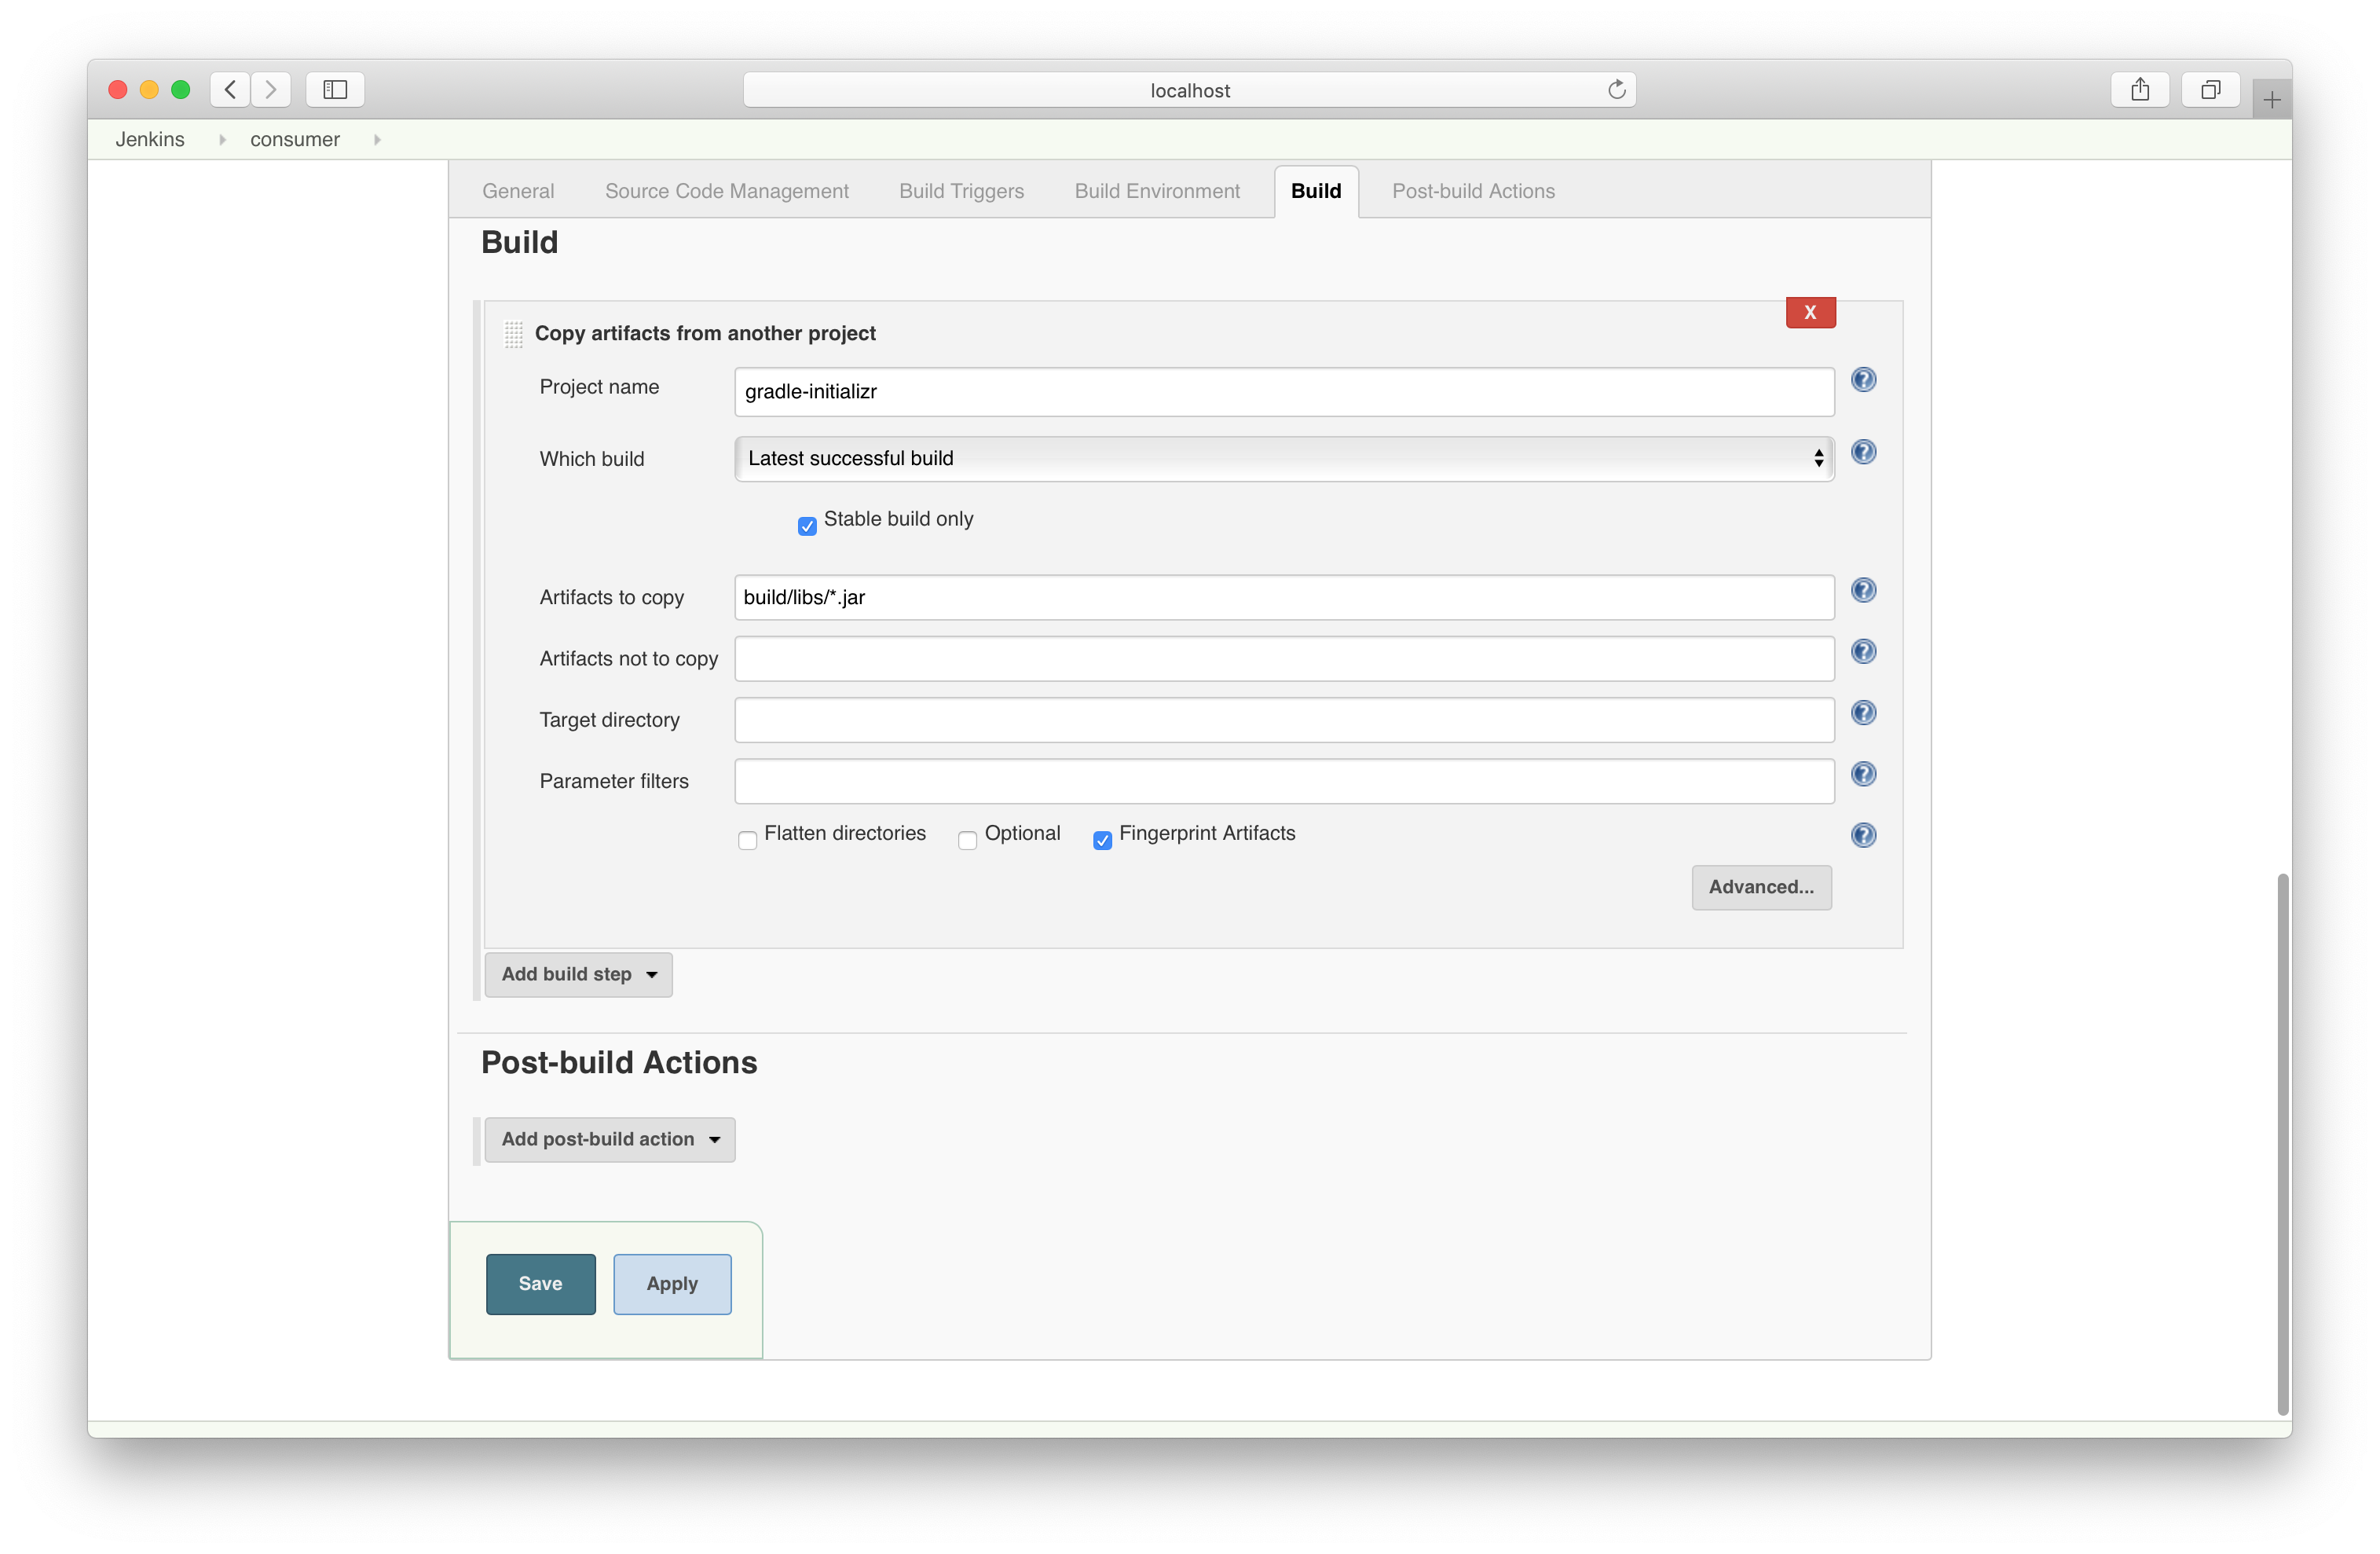 localhost
Jenkins consumer
General Source Code Management Build Triggers Build Environment Build Post-build Actions
Build
X
Copy artifacts from another project
Project name gradle-initializr
Which build Latest successful build
Stable build only
Artifacts to copy build/libs/*.jar
Artifacts not to copy
Target directory
Parameter filters
Flatten directories Optional Fingerprint Artifacts
Advanced...
Add build step
Post-build Actions
Add post-build action
Save Apply